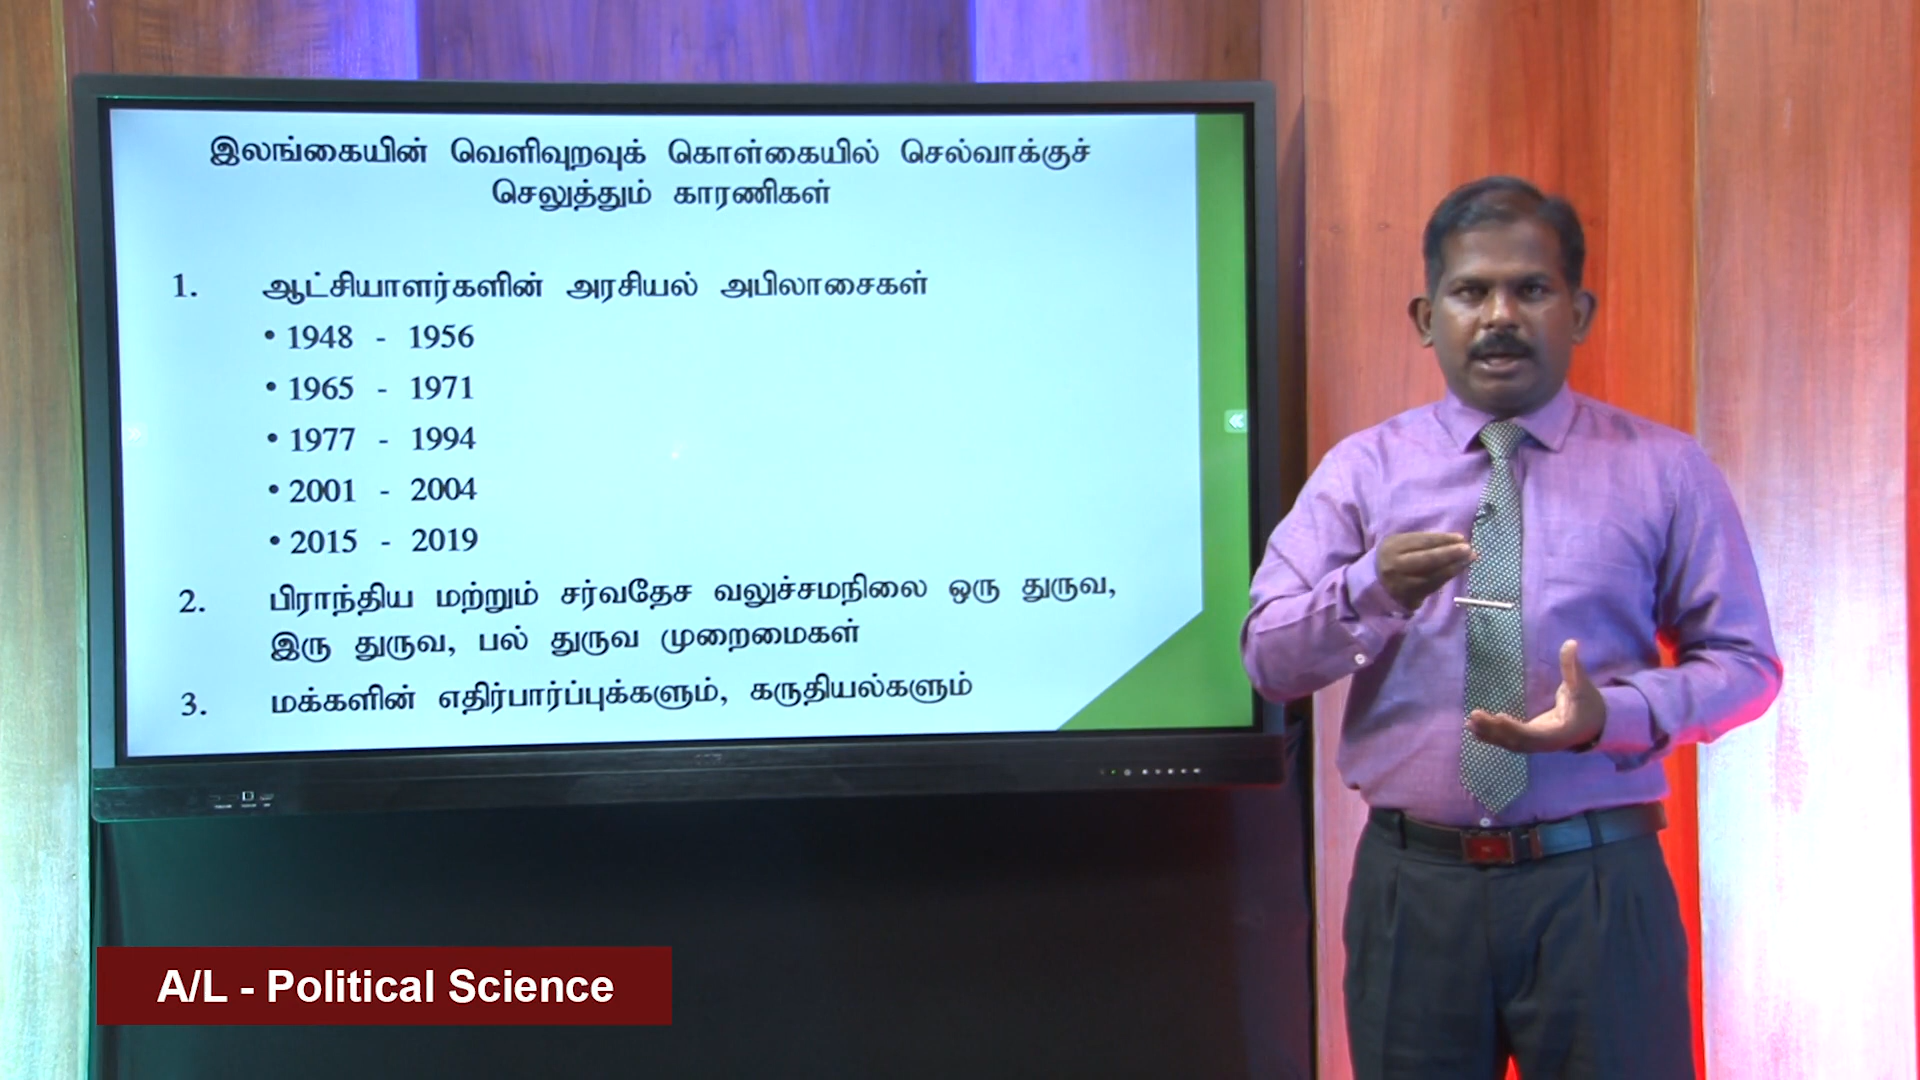 இலங்கையின் வெளிவுறவுக் கொள்கையில் செல்வாக்குச்
செலுத்தும் காரணிகள்
1. ஆட்சியாளர்களின் அரசியல் அபிலாசைகள்
• 1948 - 1956
• 1965 - 1971
• 1977 - 1994
• 2001 - 2004
• 2015 - 2019
2. பிராந்திய மற்றும் சர்வதேச வலுச்சமநிலை ஒரு துருவ,
இரு துருவ, பல் துருவ முறைமைகள்
3. மக்களின் எதிர்பார்ப்புக்களும், கருதியல்களும்
A/L - Political Science